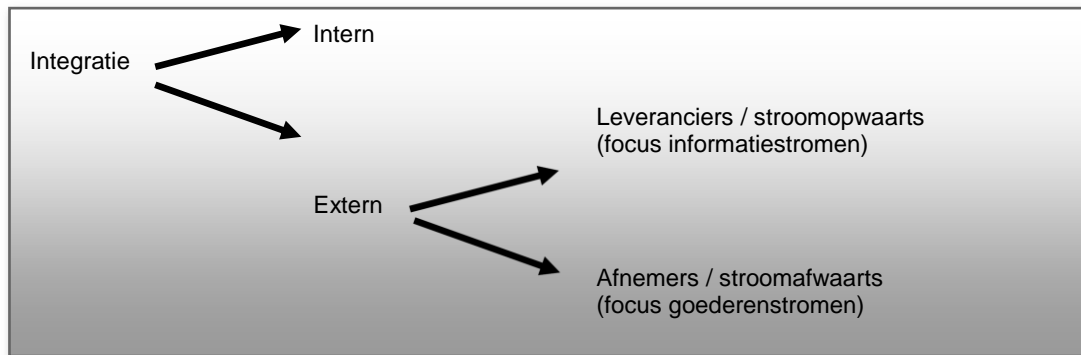 Intern
Integratie
Leveranciers / stroomopwaarts
(focus informatiestromen)
Extern
Afnemers / stroomafwaarts
(focus goederenstromen)